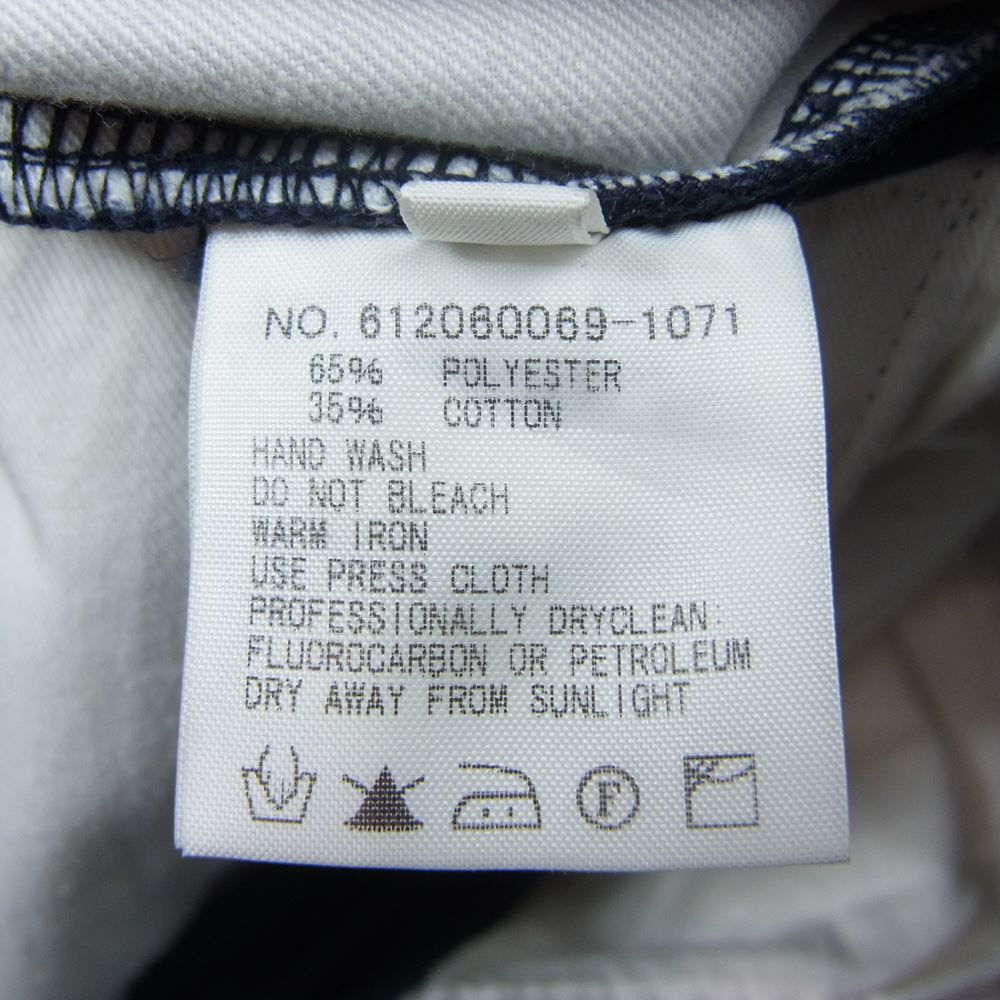 NO. 612060069-1071
65% POLYESTER
35% COTTON
HAND WASH
DO NOT BLEACH
WARM IRON
USE PRESS CLOTH
PROFESSIONALLY DRYCLEAN:
FLUOROCARBON OR PETROLEUM
DRY AWAY FROM SUNLIGHT
F